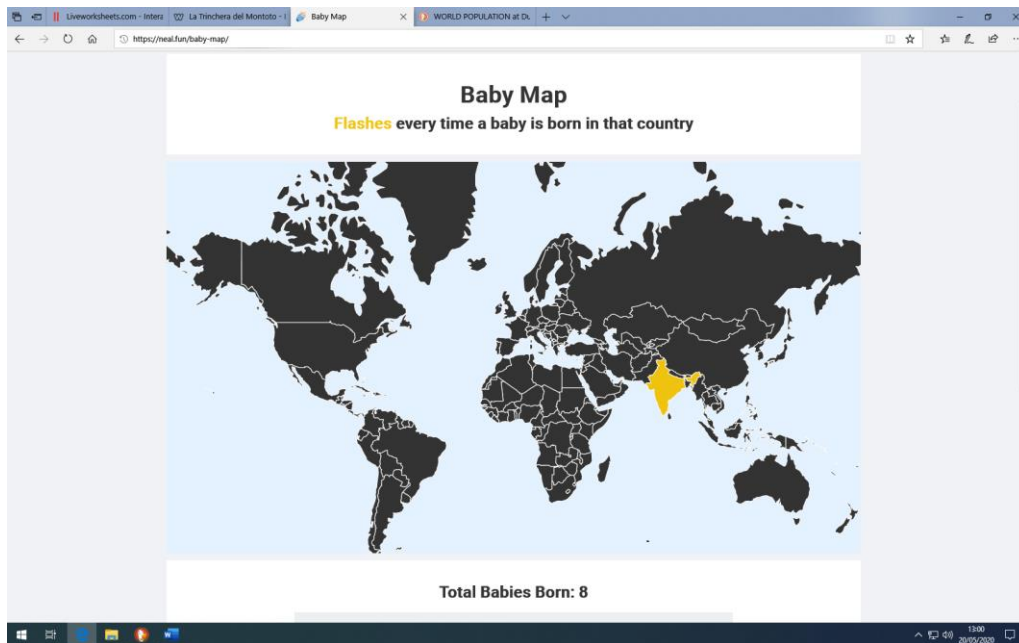 Liveworksheets.com - Intera
La Trinchera del Montoto - I
Baby Map
WORLD POPULATION at Du
https://neal.fun/baby-map/
Baby Map
Flashes every time a baby is born in that country
Total Babies Born: 8
13:00
20/05/2020